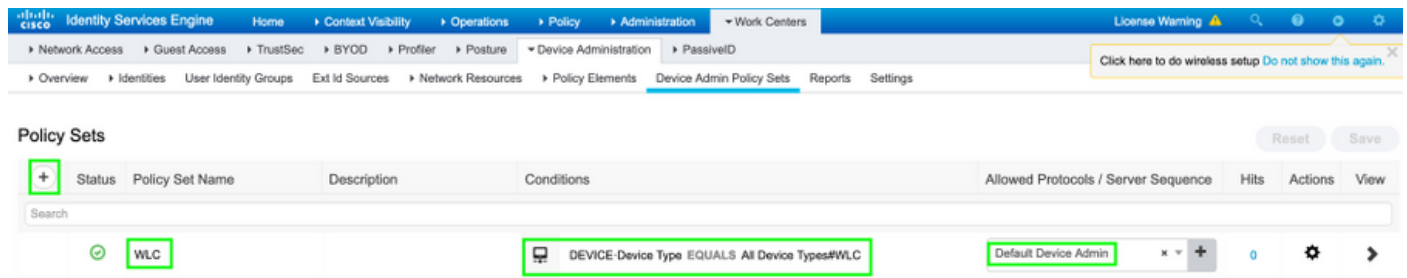 cisco Identity Services Engine Home Context Visibility Operations Policy Administration Work Centers License Warning
Network Access Guest Access TrustSec BYOD Profiler Posture Device Administration PassiveID
Click here to do wireless setup Do not show this again.
Overview Identities User Identity Groups Ext Id Sources Network Resources Policy Elements Device Admin Policy Sets Reports Settings
Policy Sets Reset Save
+ Status Policy Set Name Description Conditions Allowed Protocols / Server Sequence Hits Actions View
Search
WLC DEVICE-Device Type EQUALS All Device Types#WLC Default Device Admin × + 0